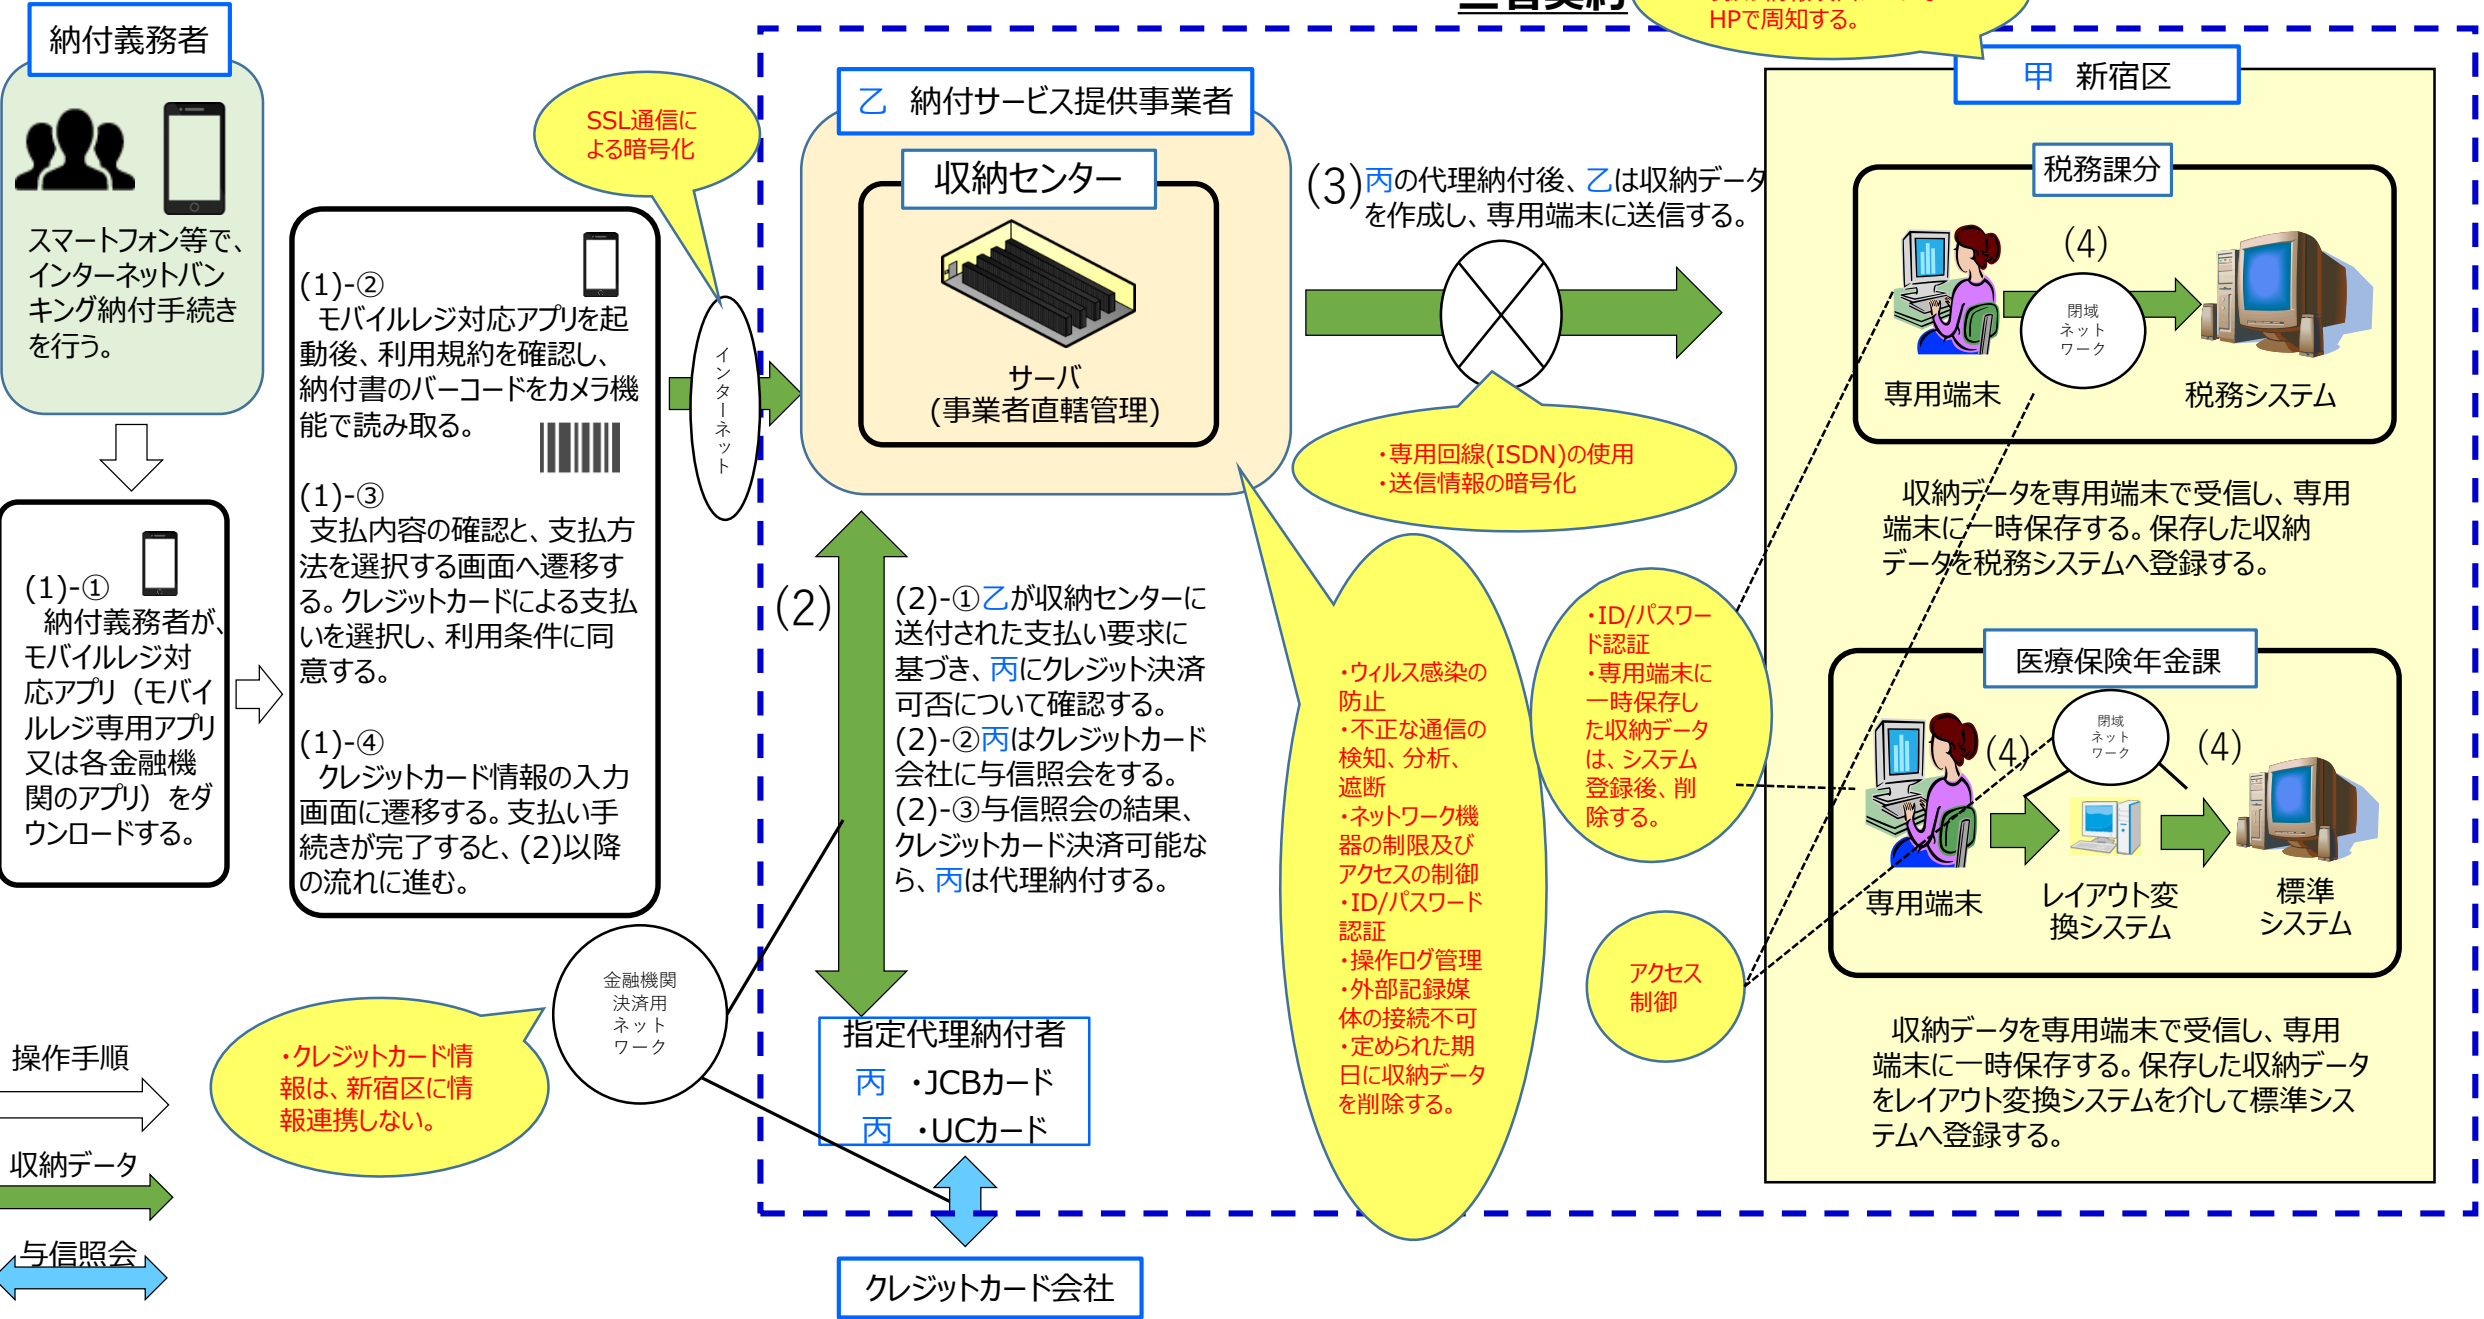 三者契約
HPで周知する。
納付義務者
スマートフォン等で、
インターネットバン
キング納付手続き
を行う。
(1)-①
納付義務者が、
モバイルレジ対
応アプリ（モバイ
ルレジ専用アプリ
又は各金融機
関のアプリ）をダ
ウンロードする。
(1)-②
モバイルレジ対応アプリを起
動後、利用規約を確認し、
納付書のバーコードをカメラ機
能で読み取る。
(1)-③
支払内容の確認と、支払方
法を選択する画面へ遷移す
る。クレジットカードによる支払
いを選択し、利用条件に同
意する。
(1)-④
クレジットカード情報の入力
画面に遷移する。支払い手
続きが完了すると、(2)以降
の流れに進む。
SSL通信に
よる暗号化
インターネット
乙　納付サービス提供事業者
収納センター
サーバ
(事業者直轄管理)
(2)
(2)-①乙が収納センターに
送付された支払い要求に
基づき、丙にクレジット決済
可否について確認する。
(2)-②丙はクレジットカード
会社に与信照会をする。
(2)-③与信照会の結果、
クレジットカード決済可能な
ら、丙は代理納付する。
金融機関
決済用
ネット
ワーク
・クレジットカード情
報は、新宿区に情
報連携しない。
指定代理納付者
丙　・JCBカード
丙　・UCカード
クレジットカード会社
(3)丙の代理納付後、乙は収納データ
を作成し、専用端末に送信する。
・専用回線(ISDN)の使用
・送信情報の暗号化
・ウィルス感染の
防止
・不正な通信の
検知、分析、
遮断
・ネットワーク機
器の制限及び
アクセスの制御
・ID/パスワード
認証
・操作ログ管理
・外部記録媒
体の接続不可
・定められた期
日に収納データ
を削除する。
・ID/パスワー
ド認証
・専用端末に
一時保存し
た収納データ
は、システム
登録後、削
除する。
アクセス
制御
甲　新宿区
税務課分
(4)
閉域
ネット
ワーク
専用端末
税務システム
収納データを専用端末で受信し、専用
端末に一時保存する。保存した収納
データを税務システムへ登録する。
医療保険年金課
閉域
ネット
ワーク
(4)
(4)
専用端末
レイアウト変
換システム
標準
システム
収納データを専用端末で受信し、専用
端末に一時保存する。保存した収納データ
をレイアウト変換システムを介して標準シス
テムへ登録する。
操作手順
収納データ
与信照会